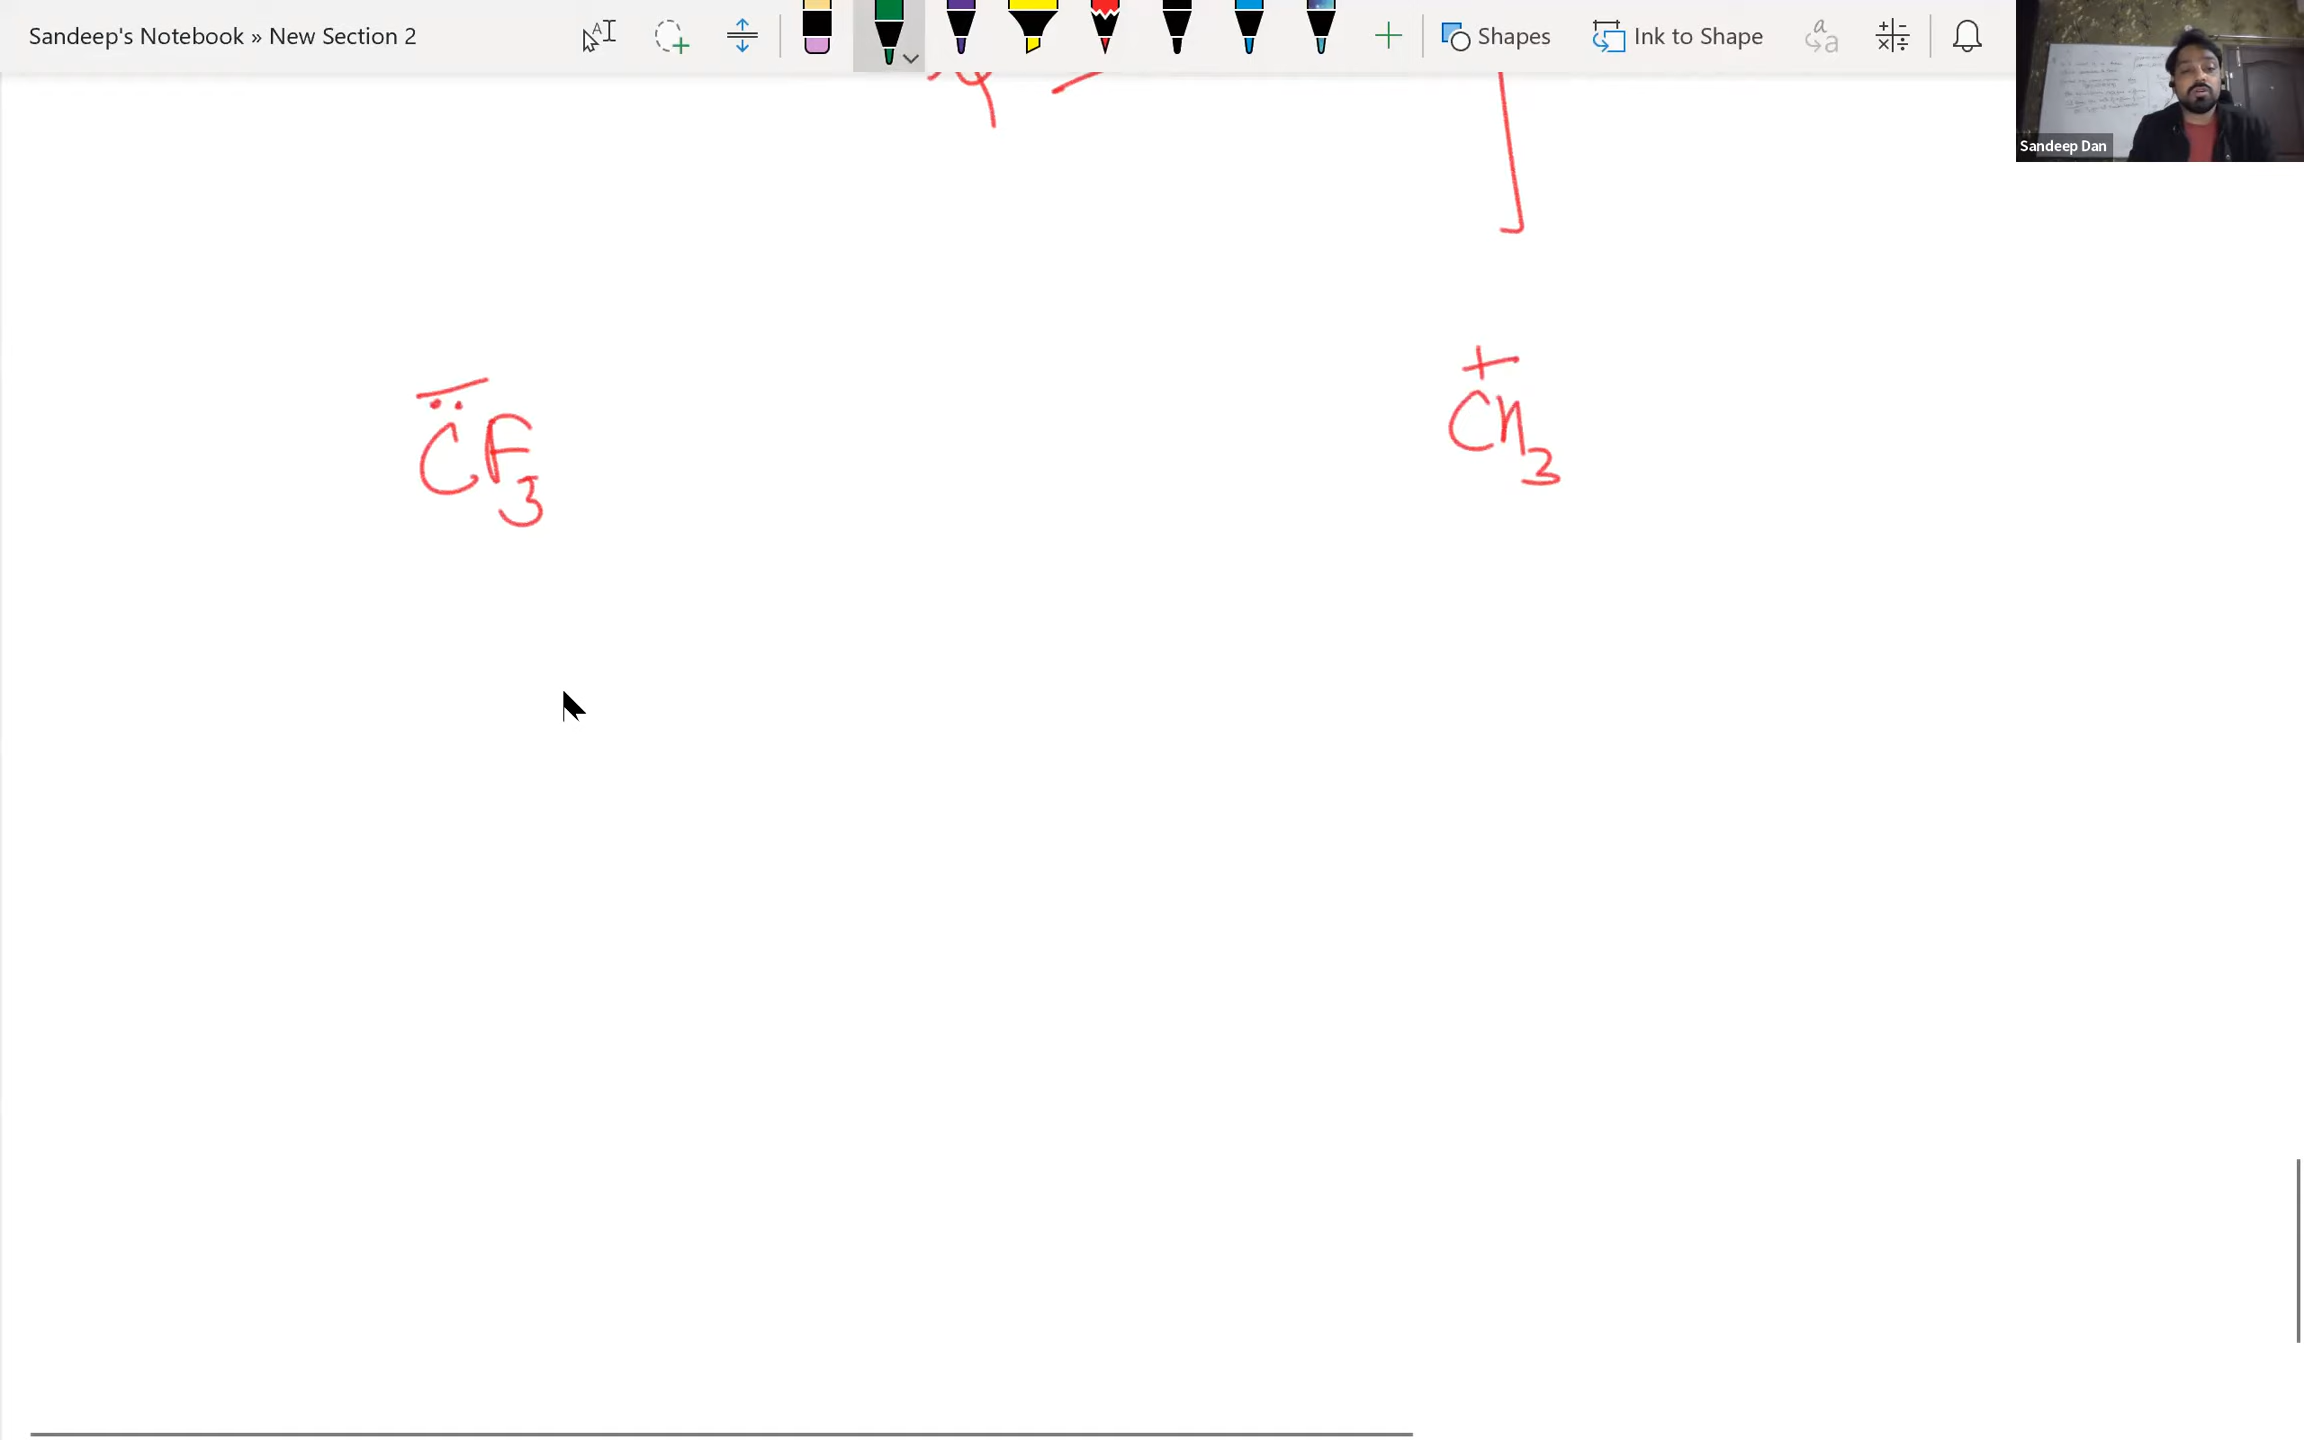 Sandeep's Notebook » New Section 2
Shapes
Ink to Shape
Sandeep Dan
+
CH₃
‾
··
CF₃